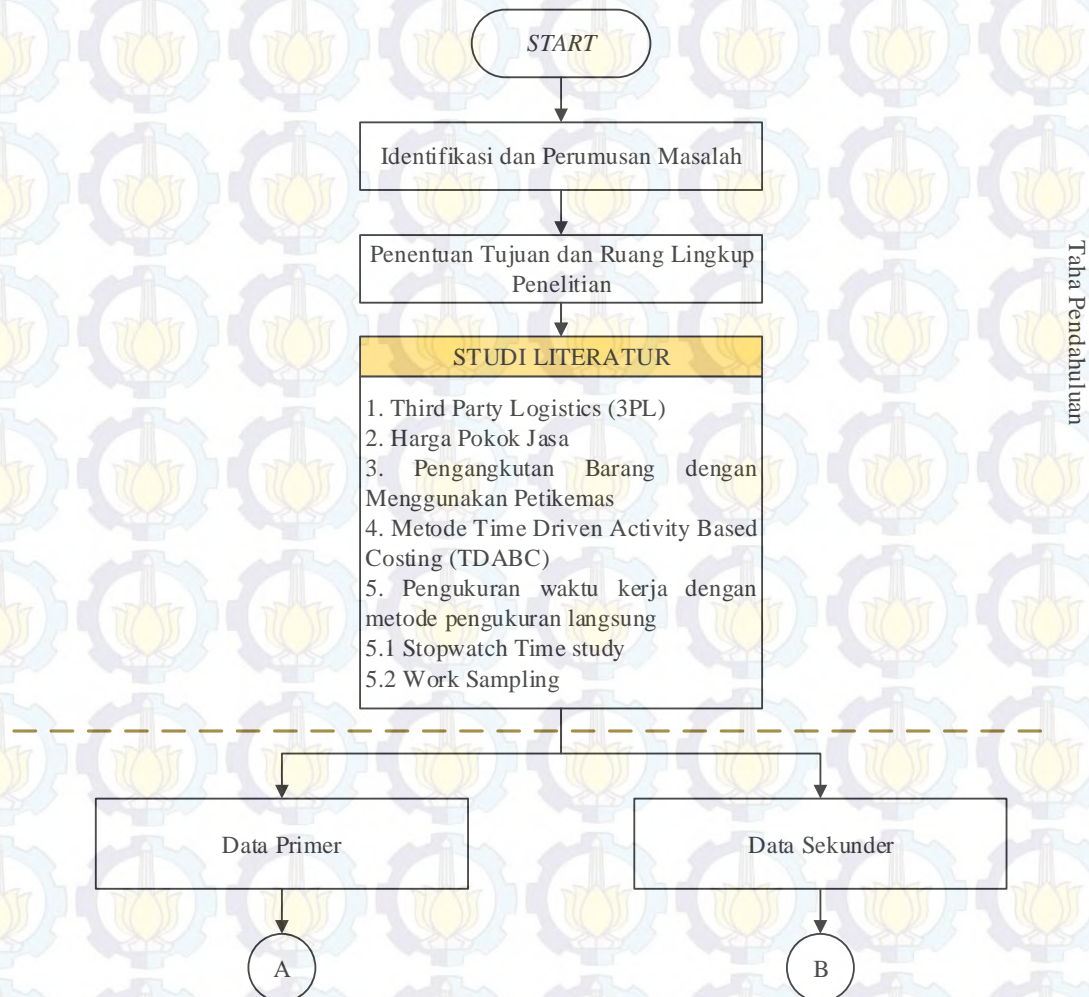 START
Identifikasi dan Perumusan Masalah
Penentuan Tujuan dan Ruang Lingkup
Penelitian
STUDI LITERATUR
1. Third Party Logistics (3PL)
2. Harga Pokok Jasa
3. Pengangkutan Barang dengan
Menggunakan Petikemas
4. Metode Time Driven Activity Based
Costing (TDABC)
5. Pengukuran waktu kerja dengan
metode pengukuran langsung
5.1 Stopwatch Time study
5.2 Work Sampling
Taha Pendahuluan
Data Primer
Data Sekunder
A
B